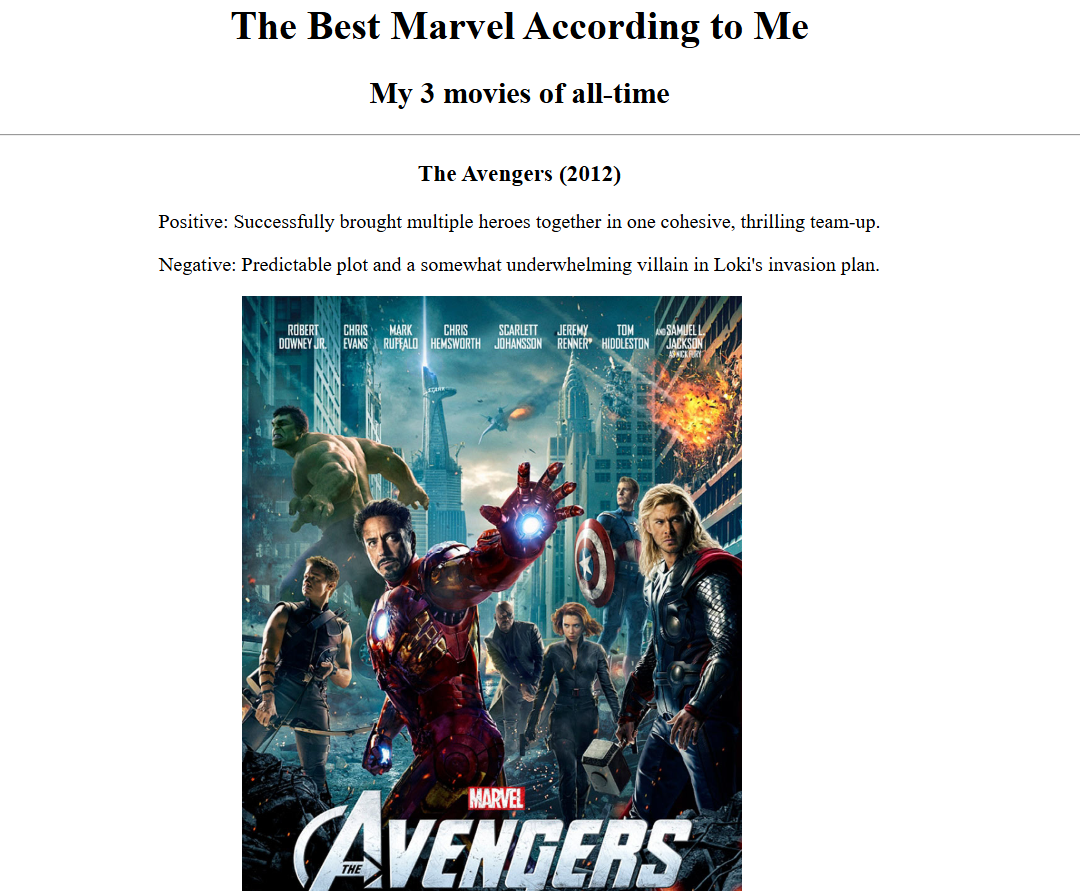 The Best Marvel According to Me
My 3 movies of all-time
The Avengers (2012)
Positive: Successfully brought multiple heroes together in one cohesive, thrilling team-up.
Negative: Predictable plot and a somewhat underwhelming villain in Loki's invasion plan.
ROBERT DOWNEY JR. CHRIS EVANS MARK RUFFALO CHRIS HEMSWORTH SCARLETT JOHANSSON JEREMY RENNER TOM HIDDLESTON AND SAMUEL L. JACKSON AS NICK FURY
STARK
MARVEL
THE AVENGERS